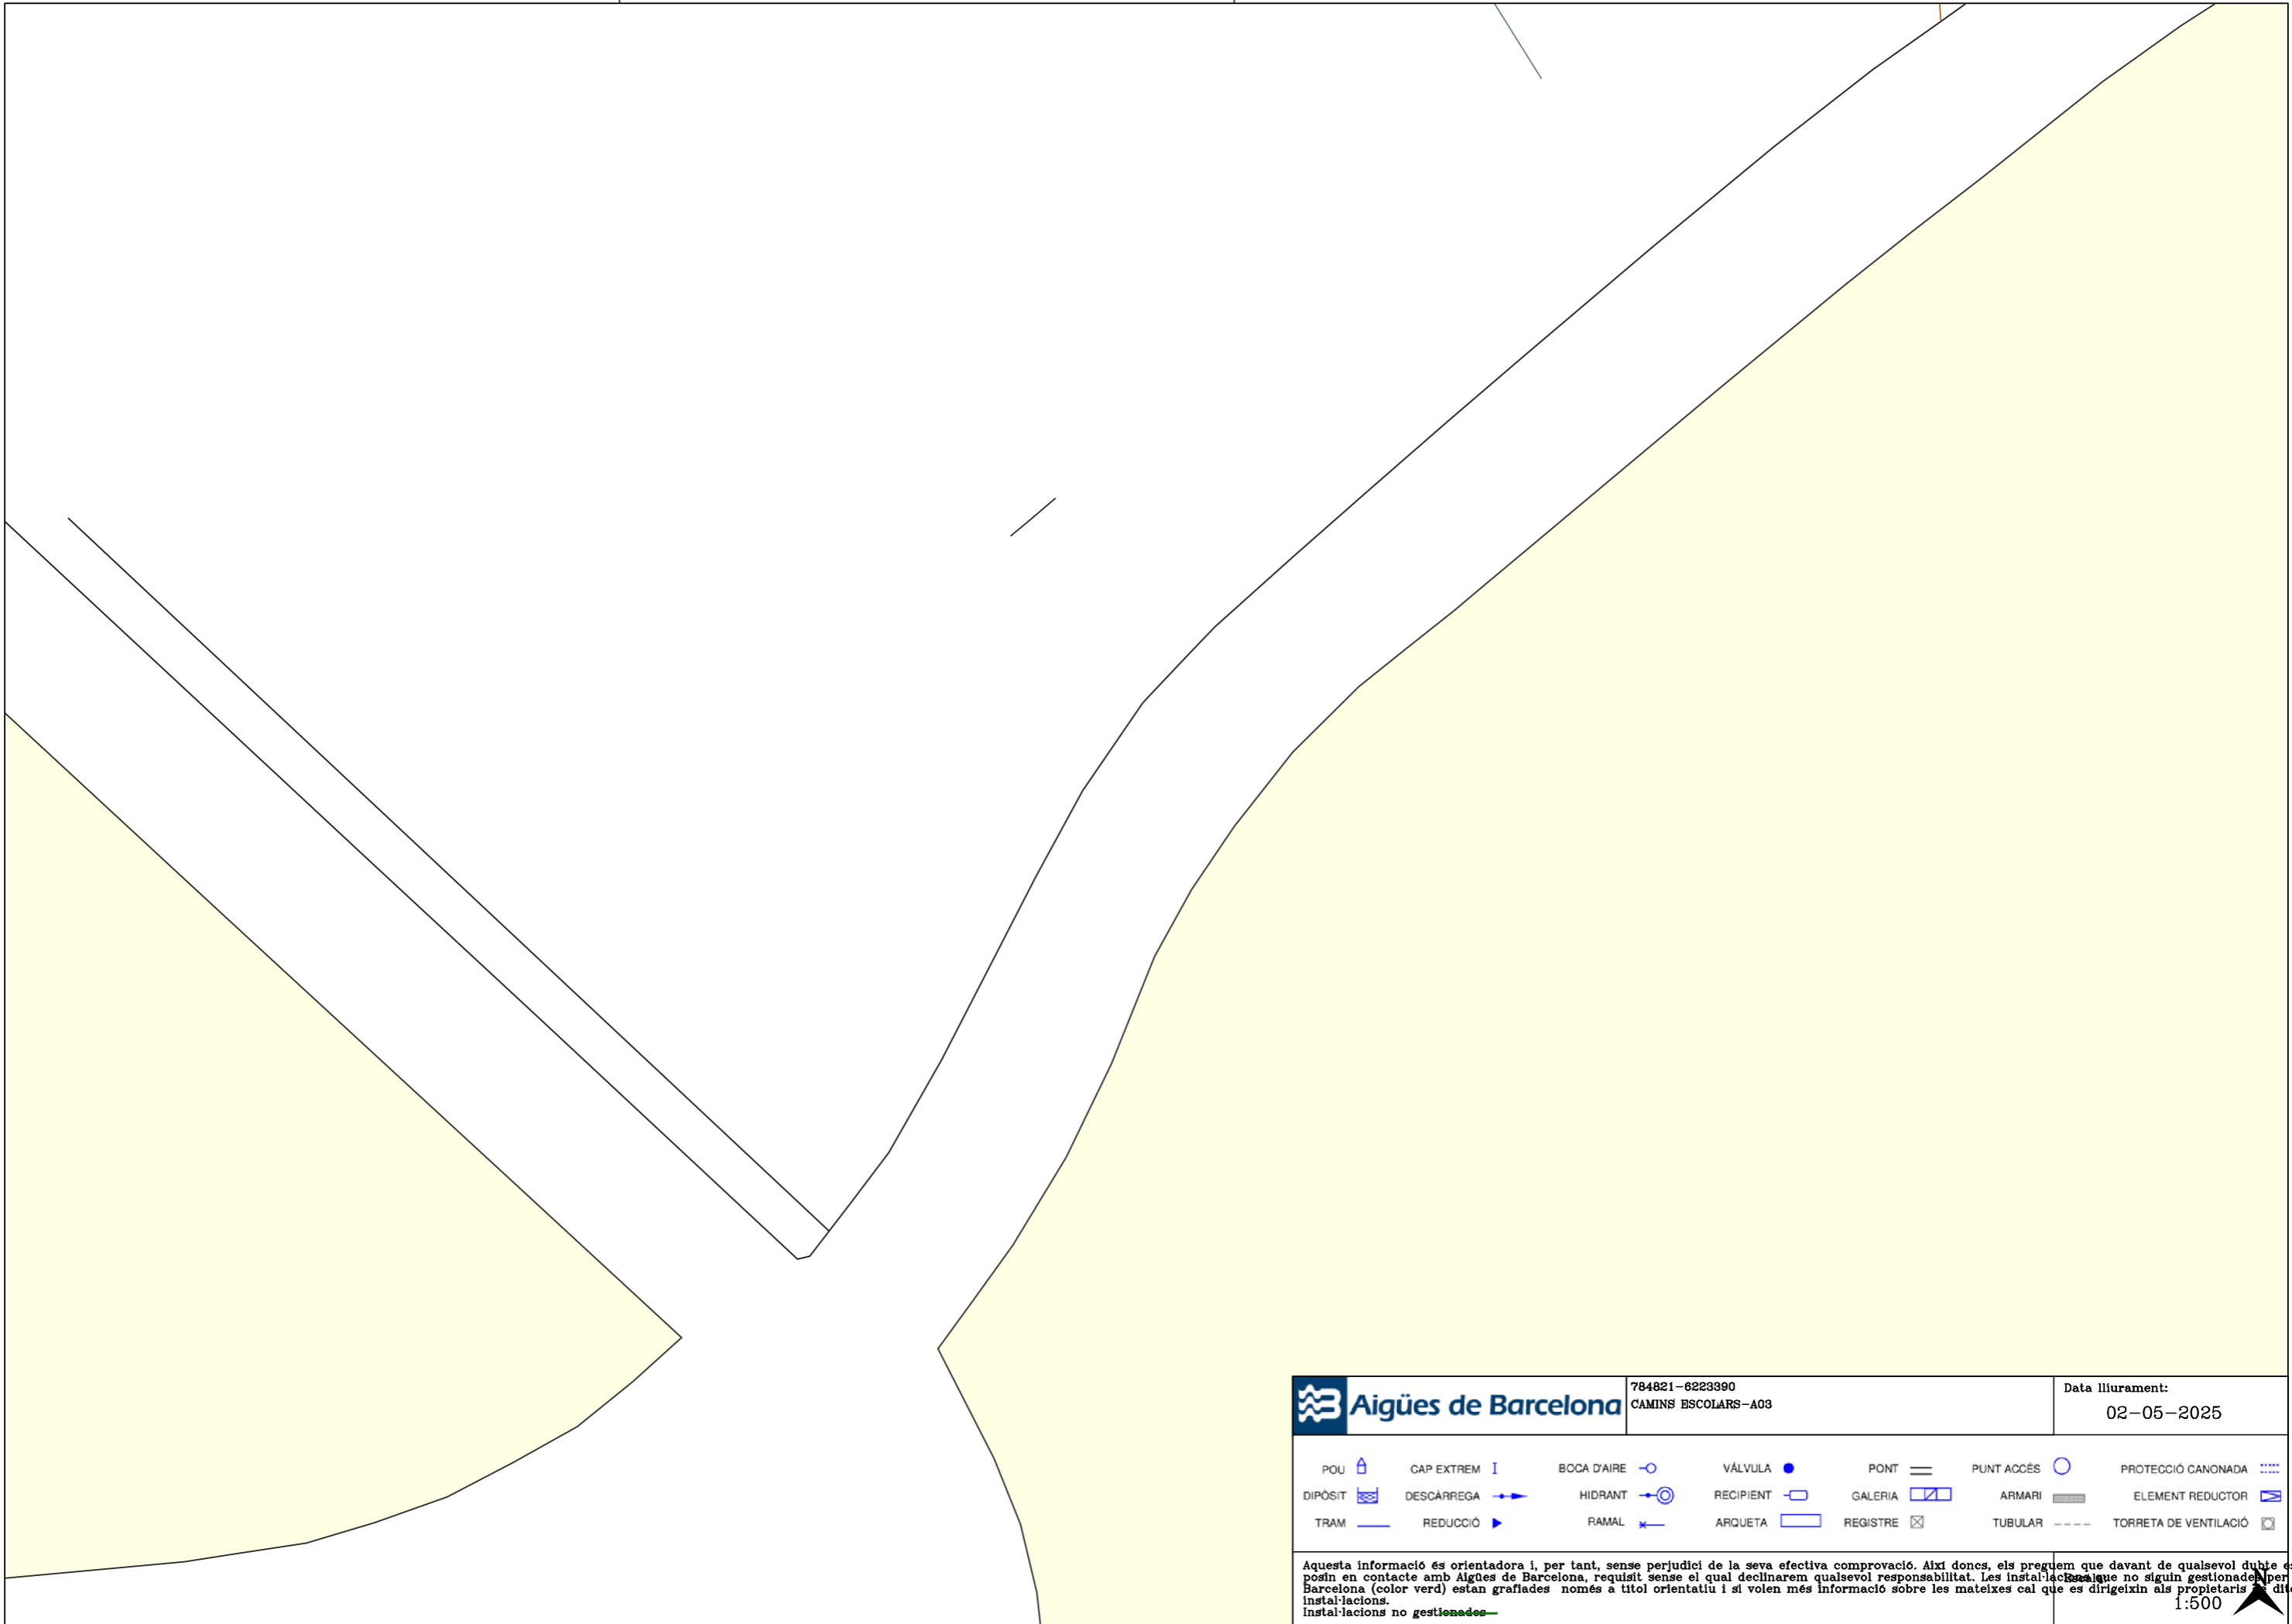 Aigües de Barcelona
784821-6223390
CAMINS ESCOLARS-A03
Data lliurament:
02-05-2025
POU CAP EXTREM BOCA D'AIRE VÁLVULA PONT PUNT ACCÉS PROTECCIÓ CANONADA
DIPÒSIT DESCÀRREGA HIDRANT RECIPIENT GALERIA ARMARI ELEMENT REDUCTOR
TRAM REDUCCIÓ RAMAL ARQUETA REGISTRE TUBULAR TORRETA DE VENTILACIÓ
Aquesta informació és orientadora i, per tant, sense perjudici de la seva efectiva comprovació. Així doncs, els preguem que davant de qualsevol dubte es
posin en contacte amb Aigües de Barcelona, requisit sense el qual declinarem qualsevol responsabilitat. Les instal·lacions que no siguin gestionades per
Barcelona (color verd) estan grafiades només a títol orientatiu i si volen més informació sobre les mateixes cal que es dirigeixin als propietaris de
instal·lacions.
Instal·lacions no gestionades
Escala:
1:500
N